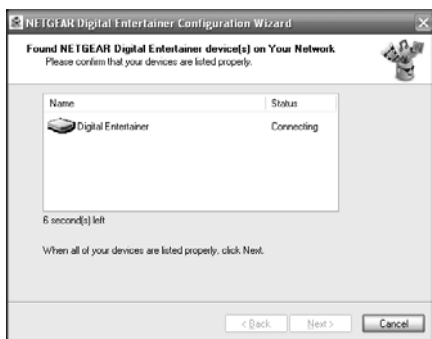 NETGEAR Digital Entertainer Configuration Wizard
Found NETGEAR Digital Entertainer device(s) on Your Network
Please confirm that your devices are listed properly.
Name Status
Digital Entertainer Connecting
6 second(s) left
When all of your devices are listed properly, click Next.
< Back Next > Cancel